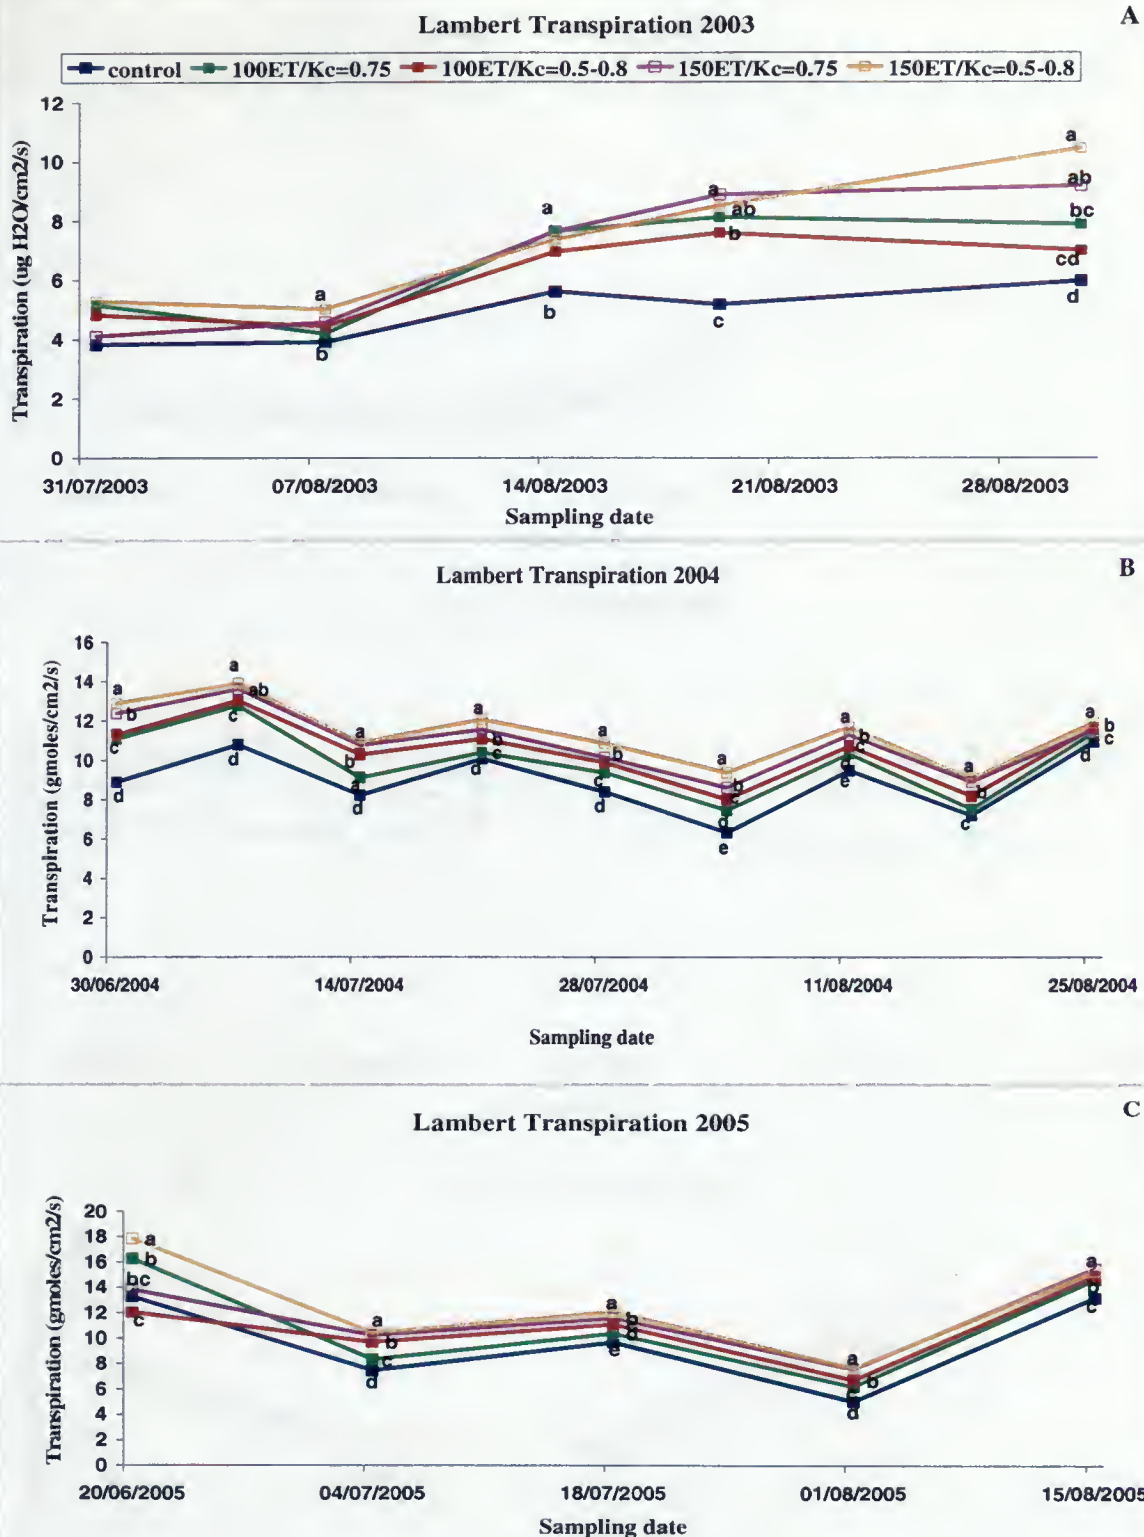 A
Lambert Transpiration 2003
control 100ET/Kc=0.75 100ET/Kc=0.5-0.8 150ET/Kc=0.75 150ET/Kc=0.5-0.8
Transpiration (ug H2O/cm2/s)
12
10
8
6
4
2
0
a
b
a
b
a
ab
b
c
a
ab
bc
cd
d
31/07/2003 07/08/2003 14/08/2003 21/08/2003 28/08/2003
Sampling date
B
Lambert Transpiration 2004
Transpiration (gmoles/cm2/s)
16
14
12
10
8
6
4
2
0
a
b
c
d
a
ab
c
d
a
b
d
a
b
c
d
a
b
c
d
a
b
c
d
e
a
b
c
d
e
a
b
c
a
b
c
d
30/06/2004 14/07/2004 28/07/2004 11/08/2004 25/08/2004
Sampling date
C
Lambert Transpiration 2005
Transpiration (gmoles/cm2/s)
20
18
16
14
12
10
8
6
4
2
0
a
b
bc
c
a
b
c
d
a
b
e
a
b
d
a
b
c
20/06/2005 04/07/2005 18/07/2005 01/08/2005 15/08/2005
Sampling date